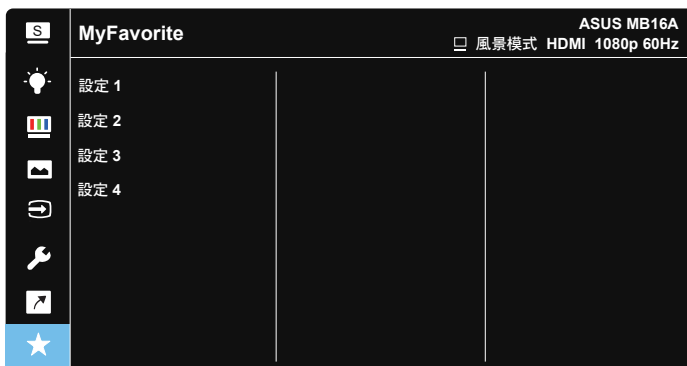 S
MyFavorite
ASUS MB16A
風景模式 HDMI 1080p 60Hz
設定 1
設定 2
設定 3
設定 4